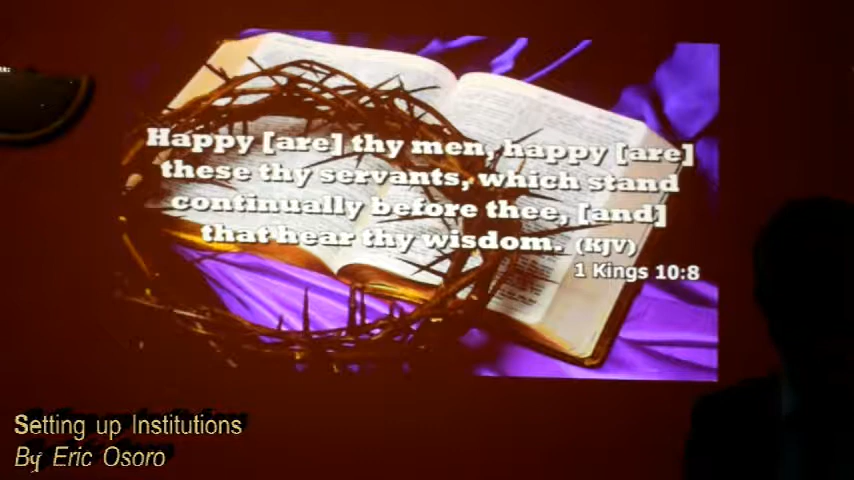 Happy [are] thy men, happy [are]
these thy servants, which stand
continually before thee, [and]
that hear thy wisdom. (KJV)
1 Kings 10:8
Setting up Institutions
By Eric Osoro